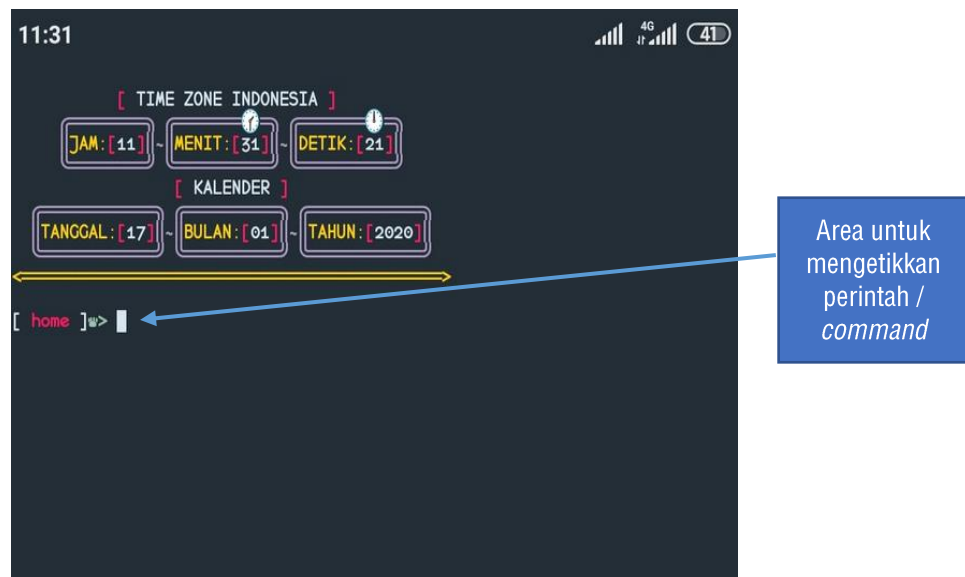 11:31
4G
41
[ TIME ZONE INDONESIA ]
JAM:[11]~MENIT:[31]~DETIK:[21]
[ KALENDER ]
TANGGAL:[17]~BULAN:[01]~TAHUN:[2020]
[ home ]♛>
Area untuk
mengetikkan
perintah /
command